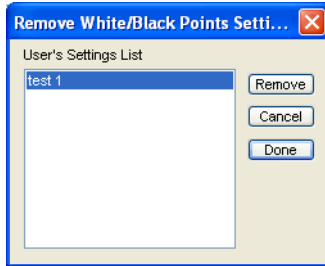 Remove White/Black Points Setti...
User's Settings List
test 1
Remove
Cancel
Done